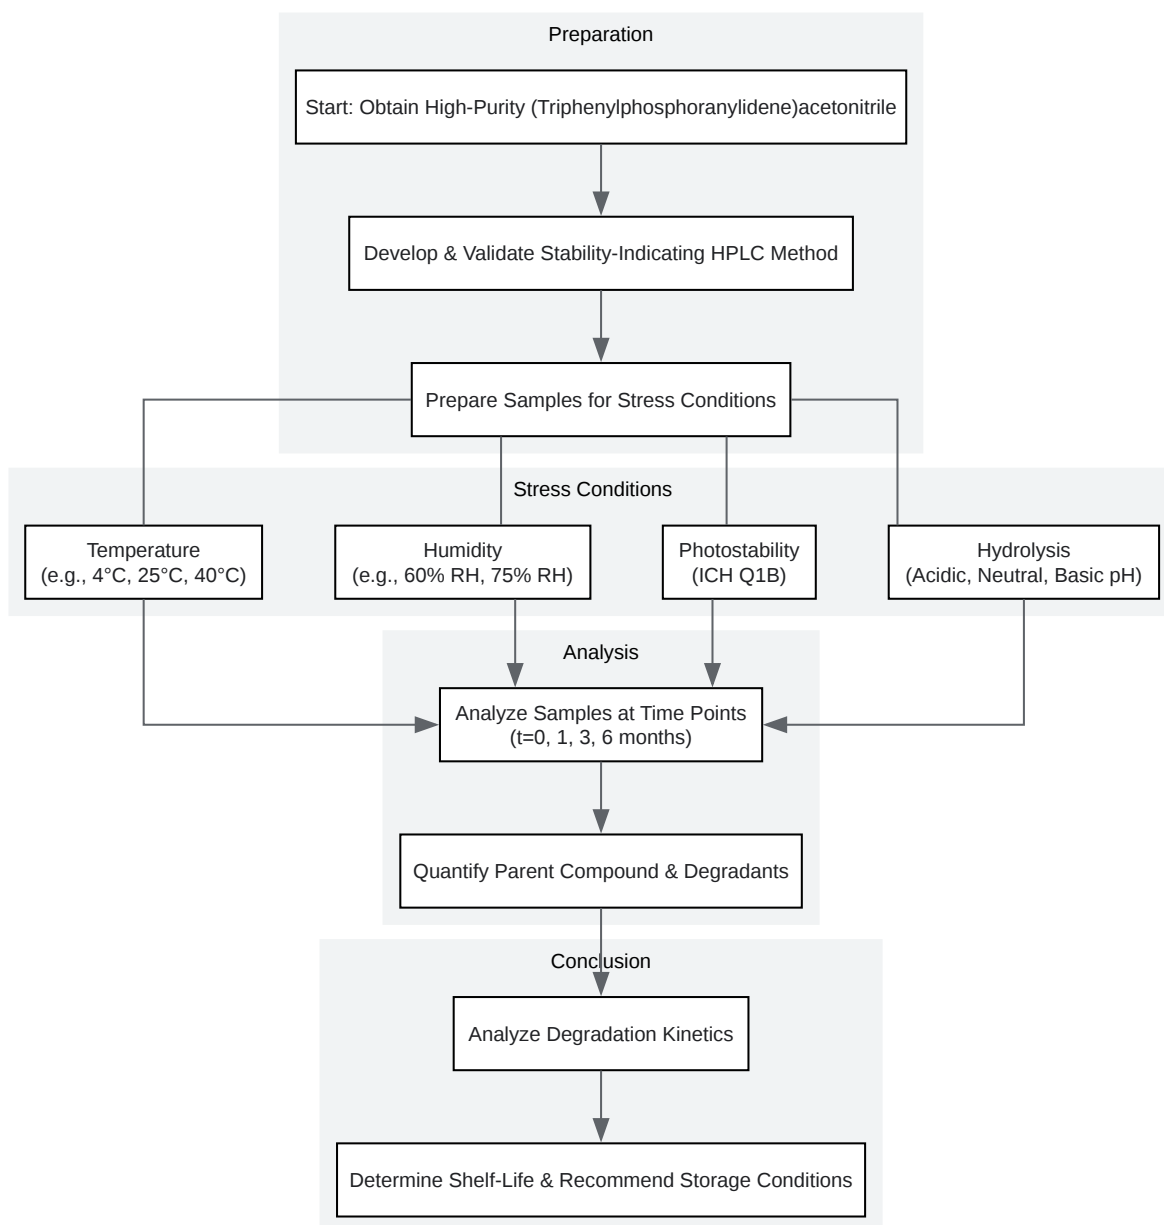 Preparation
Start: Obtain High-Purity (Triphenylphosphoranylidene)acetonitrile
Develop & Validate Stability-Indicating HPLC Method
Prepare Samples for Stress Conditions
Stress Conditions
Temperature
(e.g., 4°C, 25°C, 40°C)
Humidity
(e.g., 60% RH, 75% RH)
Photostability
(ICH Q1B)
Hydrolysis
(Acidic, Neutral, Basic pH)
Analysis
Analyze Samples at Time Points
(t=0, 1, 3, 6 months)
Quantify Parent Compound & Degradants
Conclusion
Analyze Degradation Kinetics
Determine Shelf-Life & Recommend Storage Conditions